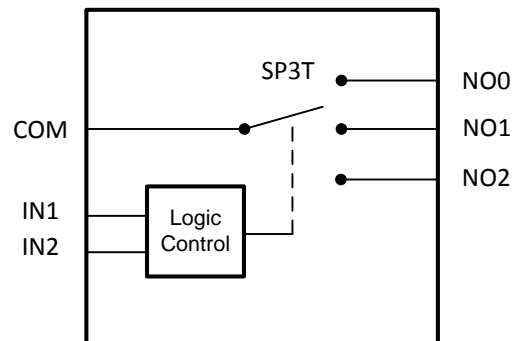 SP3T
NO0
COM
NO1
NO2
IN1
IN2
Logic
Control